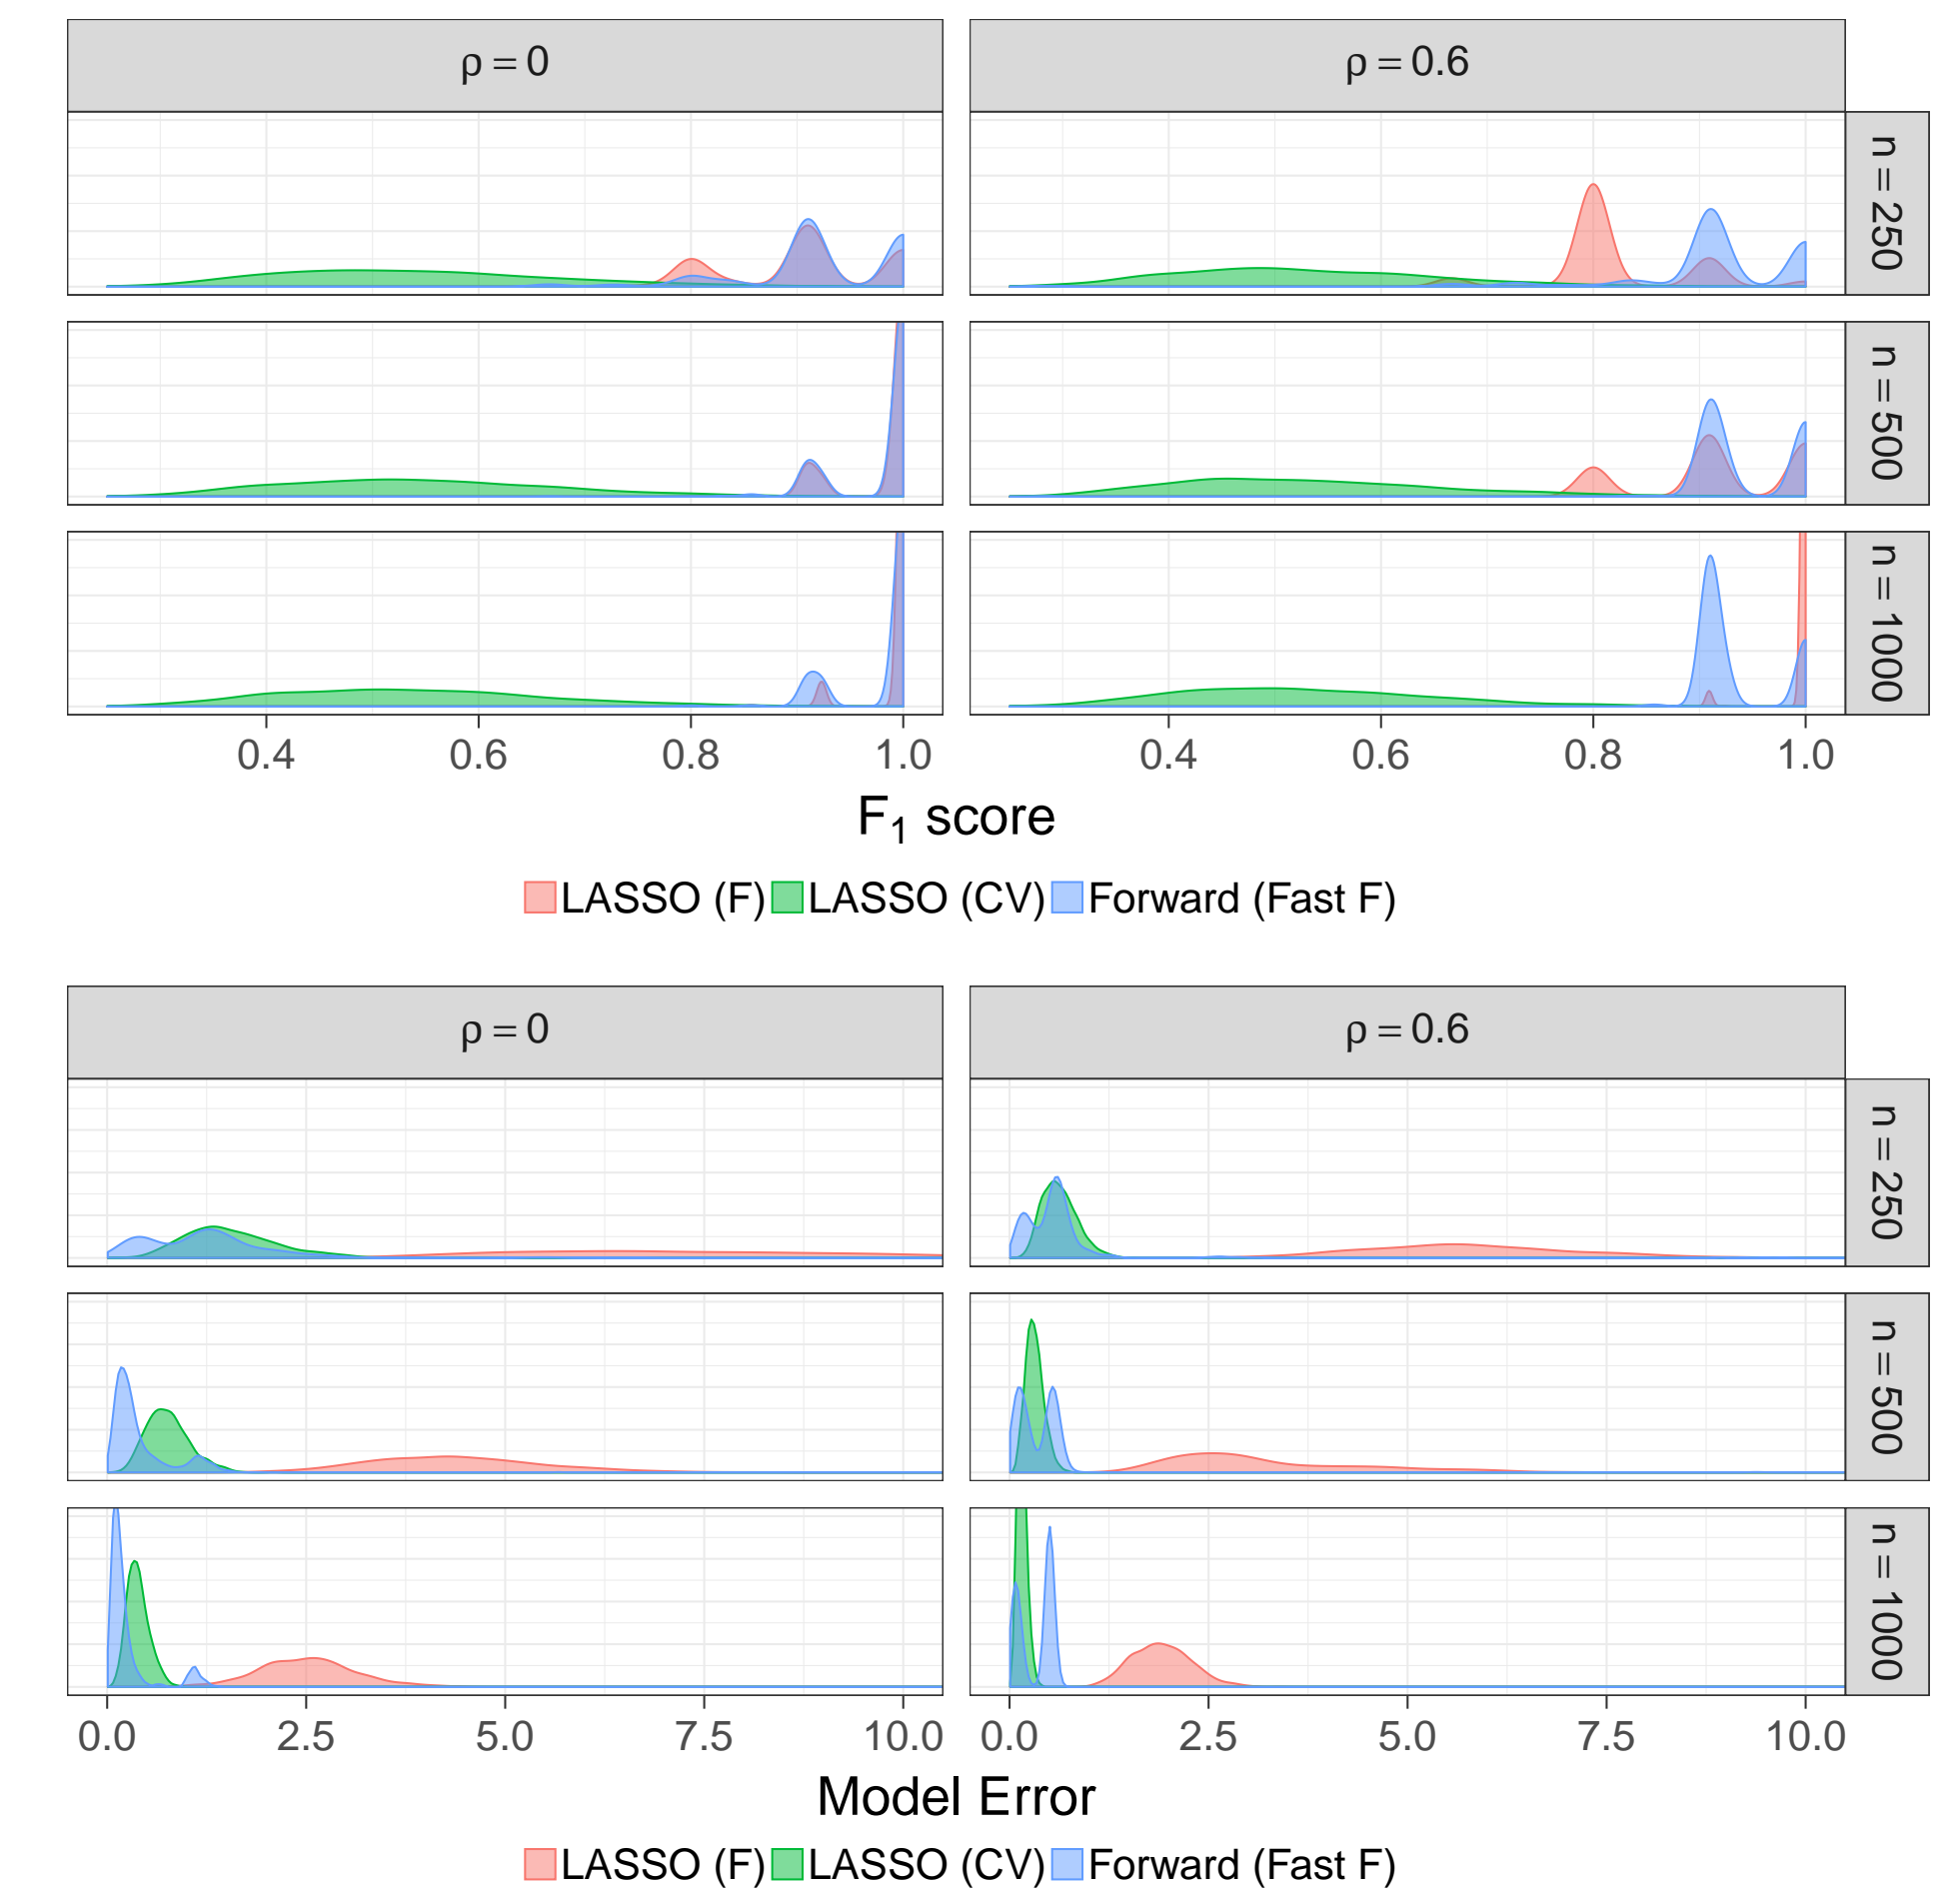 ρ = 0 ρ = 0.6
n = 250
n = 500
n = 1000
0.4 0.6 0.8 1.0 0.4 0.6 0.8 1.0
F₁ score
LASSO (F) LASSO (CV) Forward (Fast F)
ρ = 0 ρ = 0.6
n = 250
n = 500
n = 1000
0.0 2.5 5.0 7.5 10.0 0.0 2.5 5.0 7.5 10.0
Model Error
LASSO (F) LASSO (CV) Forward (Fast F)